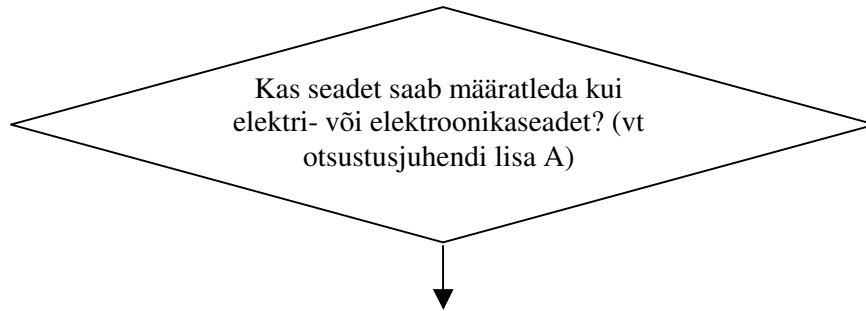 Kas seadet saab määratleda kui
elektri- või elektroonikaseadet? (vt
otsustusjuhendi lisa A)